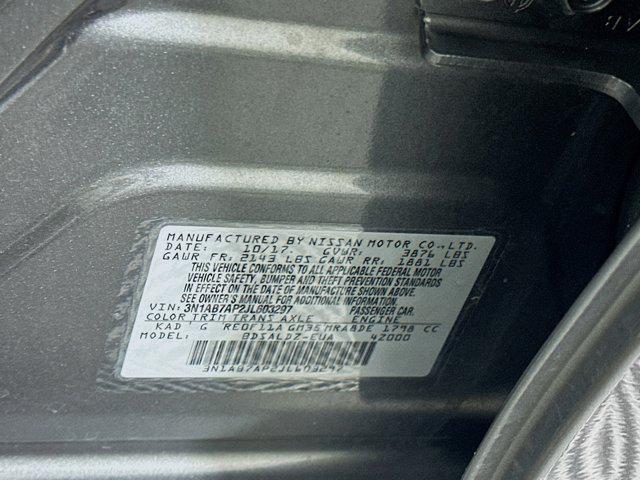 MANUFACTURED BY NISSAN MOTOR CO.,LTD.
DATE: 10/17 GVWR: 3876 LBS
GAWR FR: 2143 LBS GAWR RR: 1881 LBS
THIS VEHICLE CONFORMS TO ALL APPLICABLE FEDERAL MOTOR
VEHICLE SAFETY, BUMPER AND THEFT PREVENTION STANDARDS
IN EFFECT ON THE DATE OF MANUFACTURE SHOWN ABOVE.
SEE OWNER'S MANUAL FOR ADDITIONAL INFORMATION
VIN: 3N1AB7AP2JL603297 PASSENGER CAR.
COLOR TRIM TRANS AXLE ENGINE
KAD G RE0F11A GM36 MRA8DE 1798 CC
MODEL: BDSALDZ-EUA 42000
3N1AB7AP2JL603297